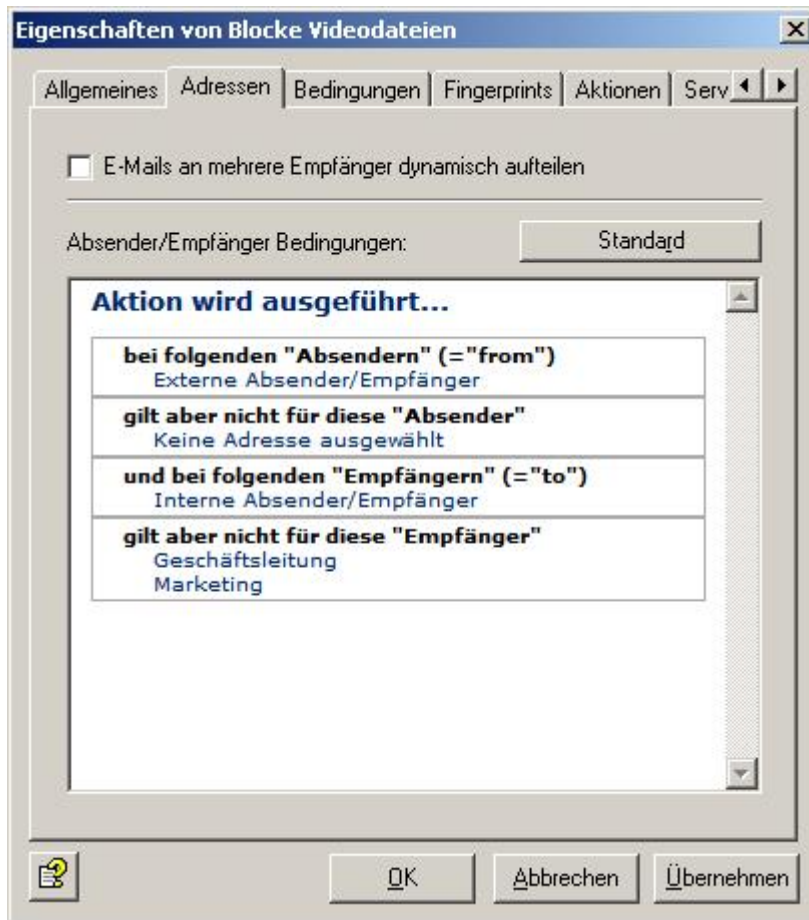 Eigenschaften von Blocke Videodateien
Allgemeines Adressen Bedingungen Fingerprints Aktionen Serv
E-Mails an mehrere Empfänger dynamisch aufteilen
Absender/Empfänger Bedingungen: Standard
Aktion wird ausgeführt...
bei folgenden "Absendern" (="from")
Externe Absender/Empfänger
gilt aber nicht für diese "Absender"
Keine Adresse ausgewählt
und bei folgenden "Empfängern" (="to")
Interne Absender/Empfänger
gilt aber nicht für diese "Empfänger"
Geschäftsleitung
Marketing
OK Abbrechen Übernehmen